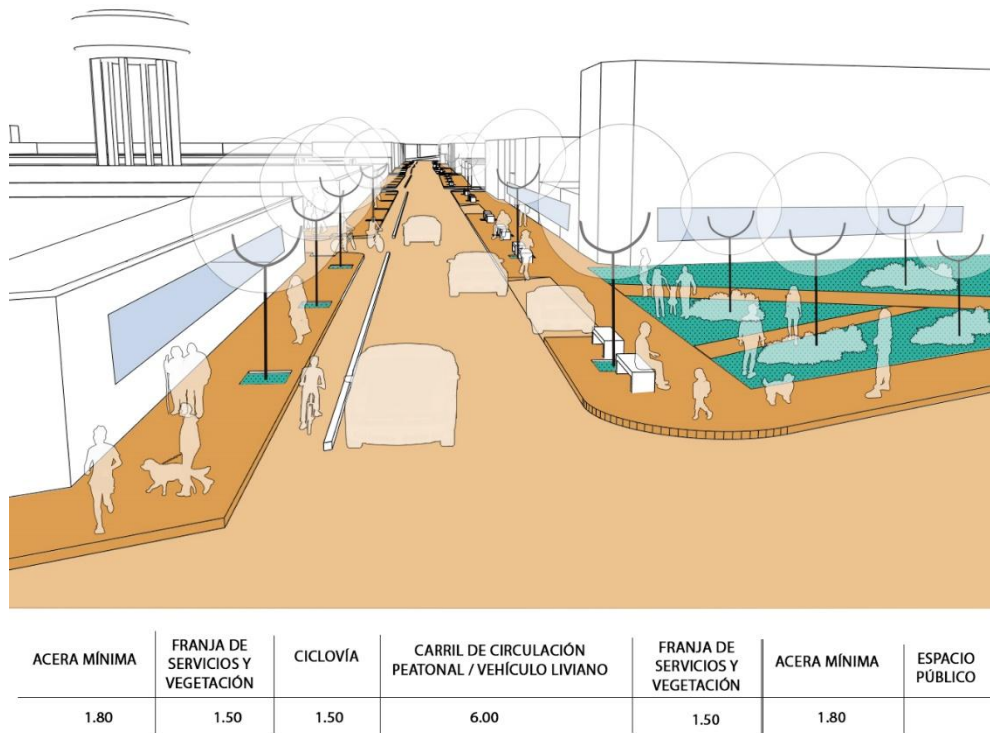 ACERA MÍNIMA
FRANJA DE
SERVICIOS Y
VEGETACIÓN
CICLOVÍA
CARRIL DE CIRCULACIÓN
PEATONAL / VEHÍCULO LIVIANO
FRANJA DE
SERVICIOS Y
VEGETACIÓN
ACERA MÍNIMA
ESPACIO
PÚBLICO
1.80
1.50
1.50
6.00
1.50
1.80